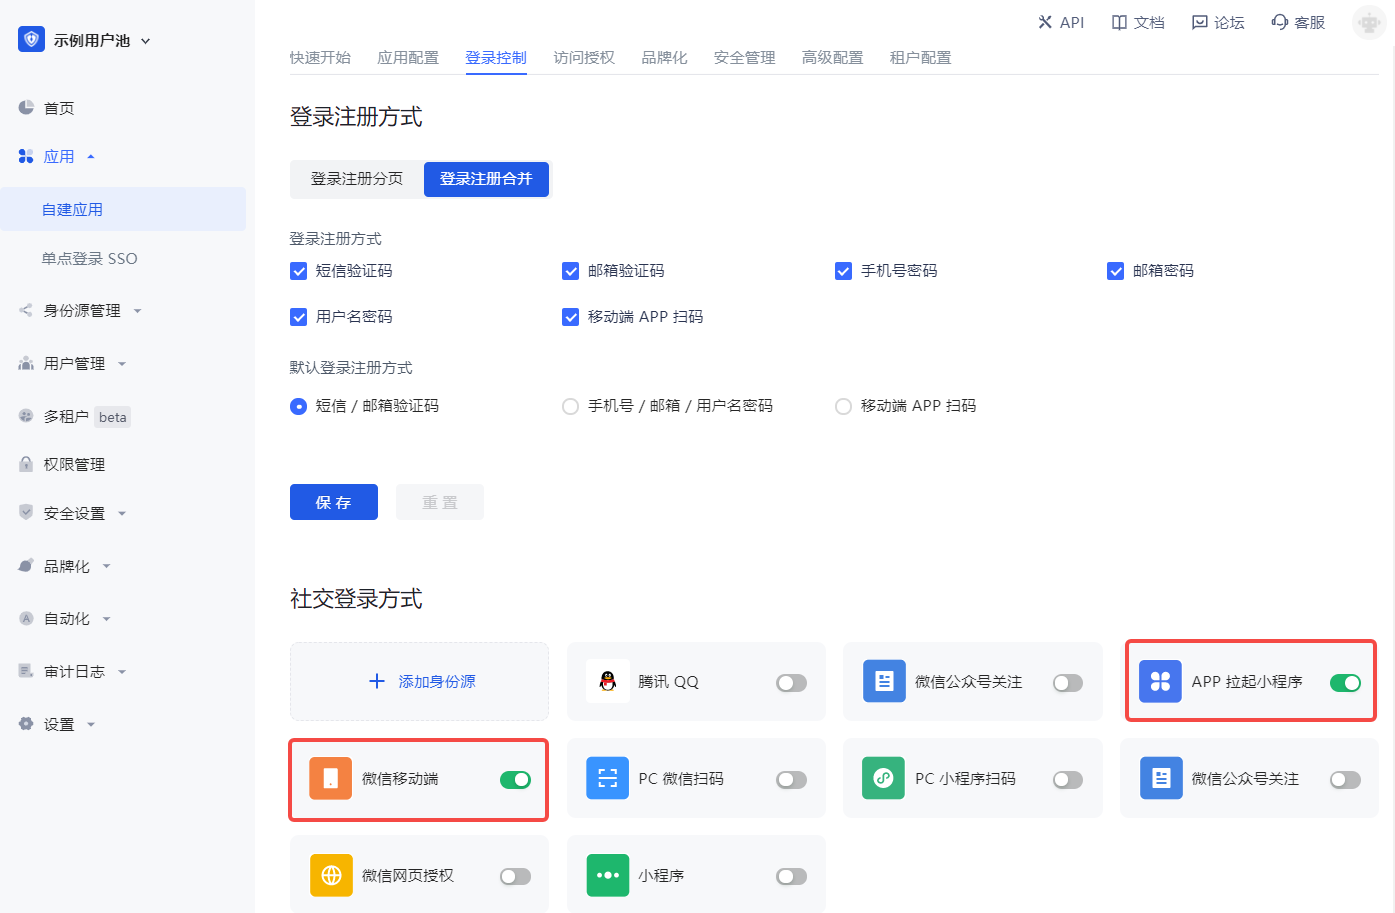 示例用户池
API 文档 论坛 客服
快速开始 应用配置 登录控制 访问授权 品牌化 安全管理 高级配置 租户配置
首页
应用
自建应用
单点登录 SSO
身份源管理
用户管理
多租户 beta
权限管理
安全设置
品牌化
自动化
审计日志
设置
登录注册方式
登录注册分页 登录注册合并
登录注册方式
短信验证码 邮箱验证码 手机号密码 邮箱密码
用户名密码 移动端 APP 扫码
默认登录注册方式
短信 / 邮箱验证码 手机号 / 邮箱 / 用户名密码 移动端 APP 扫码
保存 重置
社交登录方式
添加身份源 腾讯 QQ 微信公众号关注 APP 拉起小程序
微信移动端 PC 微信扫码 PC 小程序扫码 微信公众号关注
微信网页授权 小程序